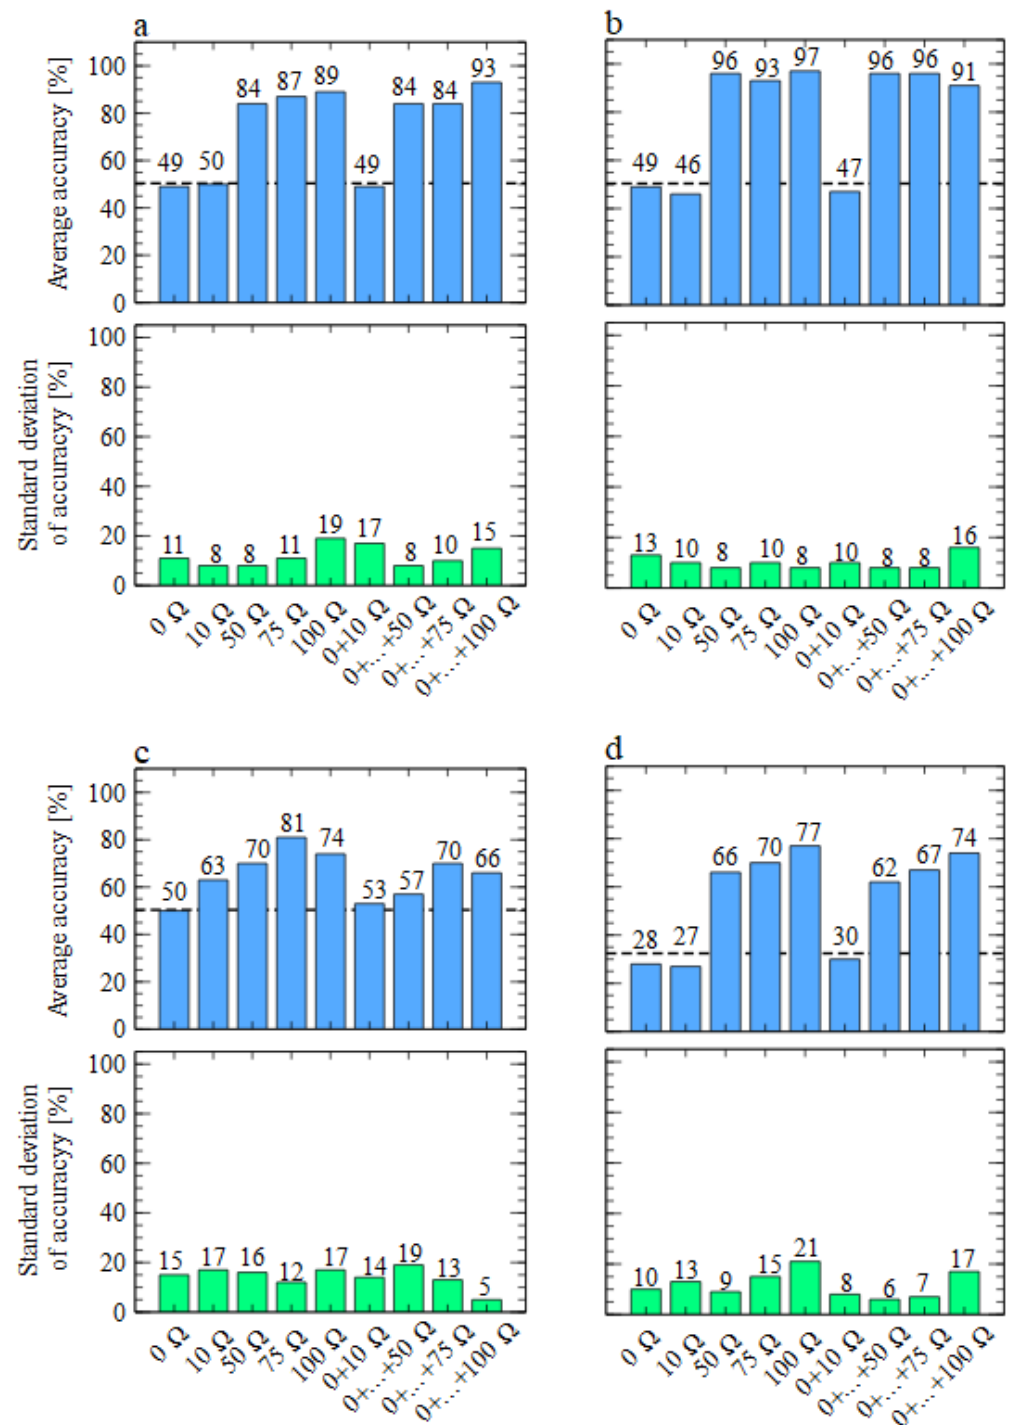 a
Average accuracy [%]
100
80
60
40
20
0
49 50 84 87 89 49 84 84 93
Standard deviation
of accuracyy [%]
100
80
60
40
20
0
11 8 8 11 19 17 8 10 15
0 Ω
10 Ω
50 Ω
75 Ω
100 Ω
0+10 Ω
0+...+50 Ω
0+...+75 Ω
0+...+100 Ω
b
49 46 96 93 97 47 96 96 91
13 10 8 10 8 10 8 8 16
0 Ω
10 Ω
50 Ω
75 Ω
100 Ω
0+10 Ω
0+...+50 Ω
0+...+75 Ω
0+...+100 Ω
c
Average accuracy [%]
100
80
60
40
20
0
50 63 70 81 74 53 57 70 66
Standard deviation
of accuracyy [%]
100
80
60
40
20
0
15 17 16 12 17 14 19 13 5
0 Ω
10 Ω
50 Ω
75 Ω
100 Ω
0+10 Ω
0+...+50 Ω
0+...+75 Ω
0+...+100 Ω
d
28 27 66 70 77 30 62 67 74
10 13 9 15 21 8 6 7 17
0 Ω
10 Ω
50 Ω
75 Ω
100 Ω
0+10 Ω
0+...+50 Ω
0+...+75 Ω
0+...+100 Ω